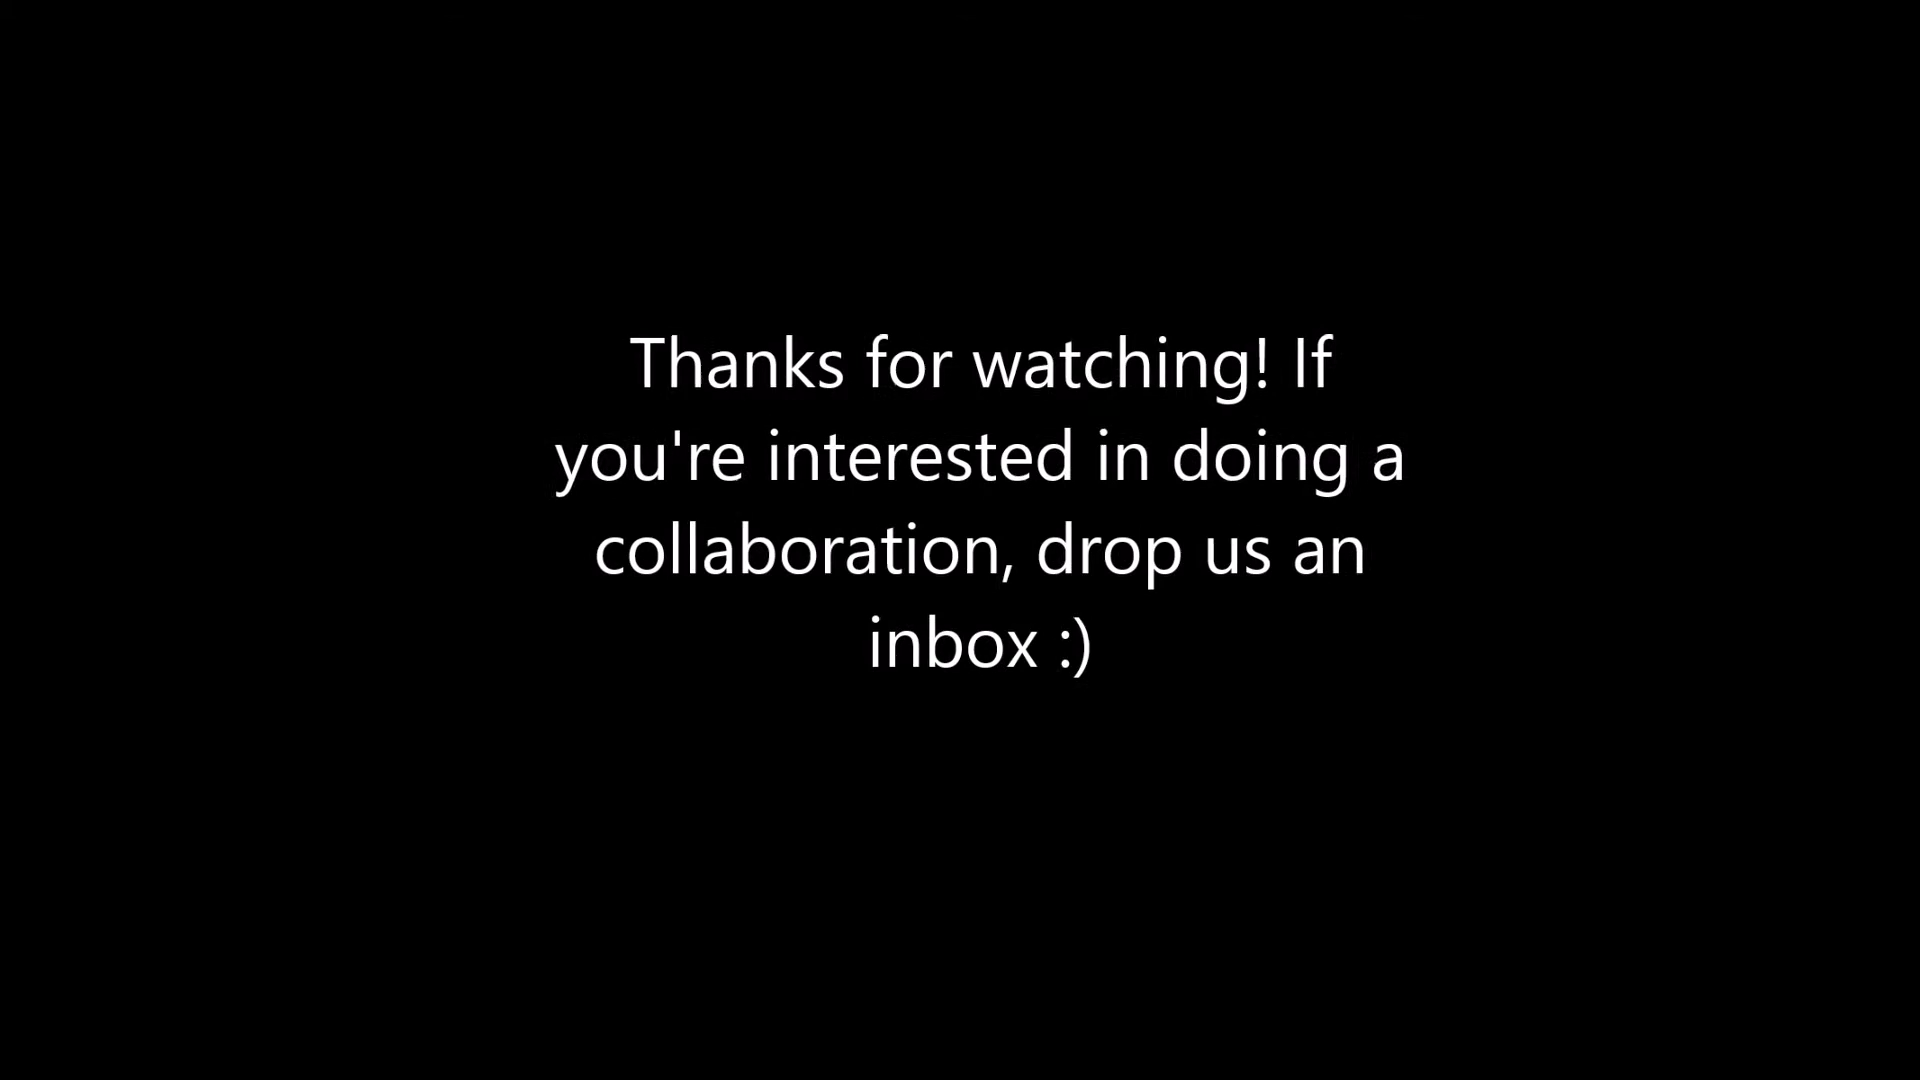 Thanks for watching! If
you're interested in doing a
collaboration, drop us an
inbox :)